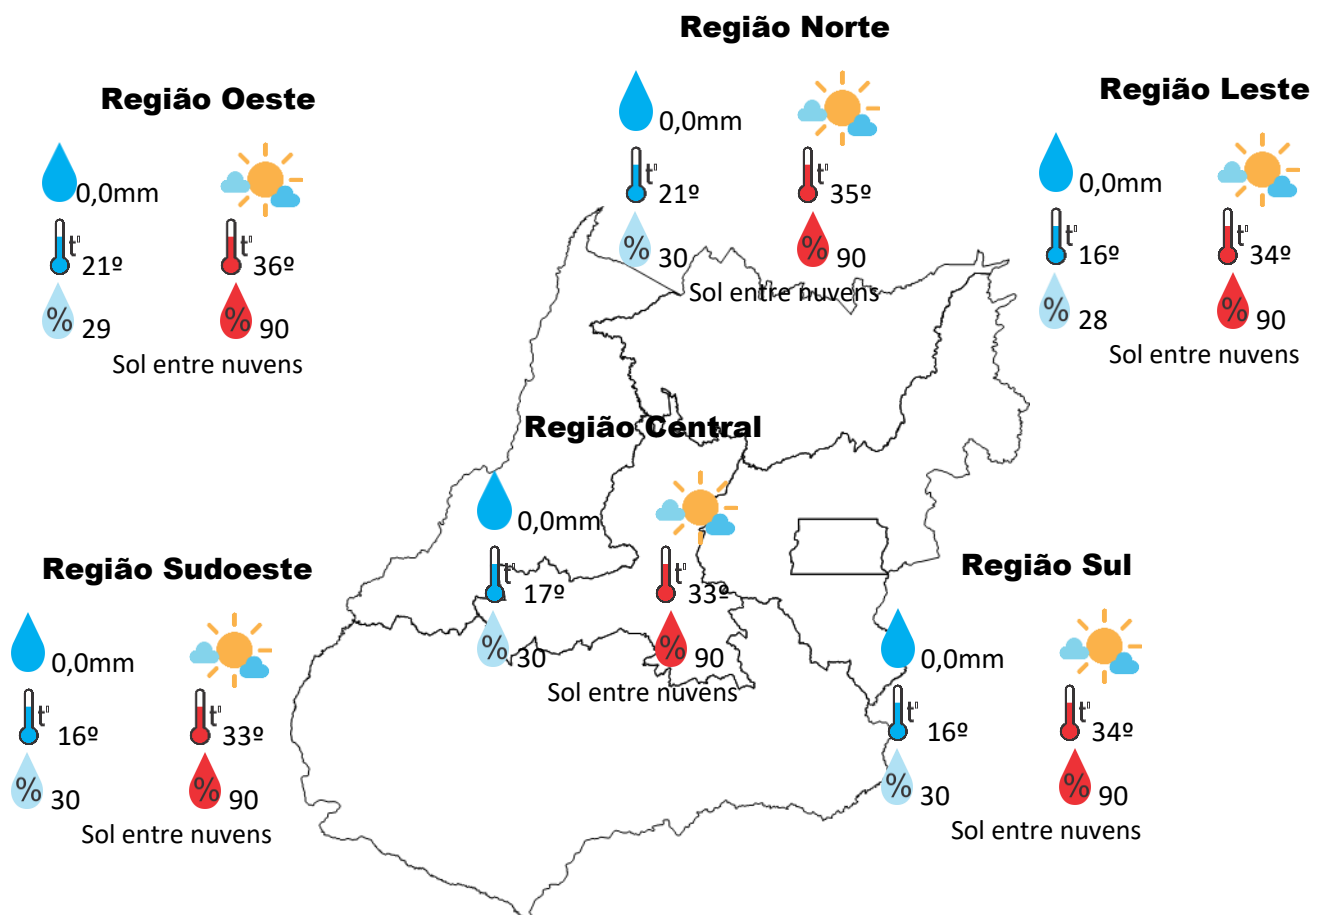 Região Norte
0,0mm
t°
21º
t°
35º
% 30
% 90
Sol entre nuvens
Região Oeste
0,0mm
t°
21º
t°
36º
% 29
% 90
Sol entre nuvens
Região Leste
0,0mm
t°
16º
t°
34º
% 28
% 90
Sol entre nuvens
Região Central
0,0mm
t°
17º
t°
33º
% 30
% 90
Sol entre nuvens
Região Sudoeste
0,0mm
t°
16º
t°
33º
% 30
% 90
Sol entre nuvens
Região Sul
0,0mm
t°
16º
t°
34º
% 30
% 90
Sol entre nuvens